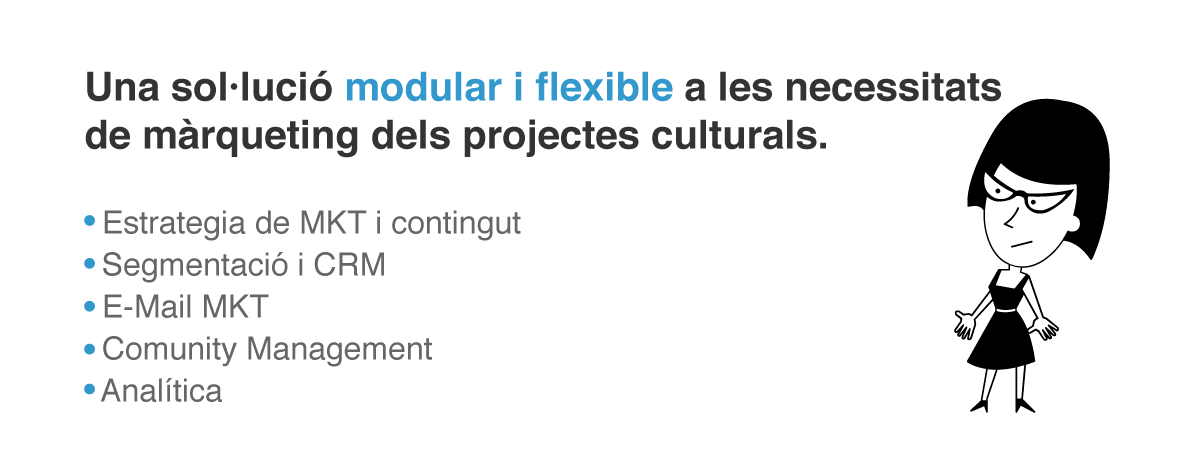 Una sol·lució modular i flexible a les necessitats
de màrqueting dels projectes culturals.
• Estrategia de MKT i contingut
• Segmentació i CRM
• E-Mail MKT
• Comunity Management
• Analítica